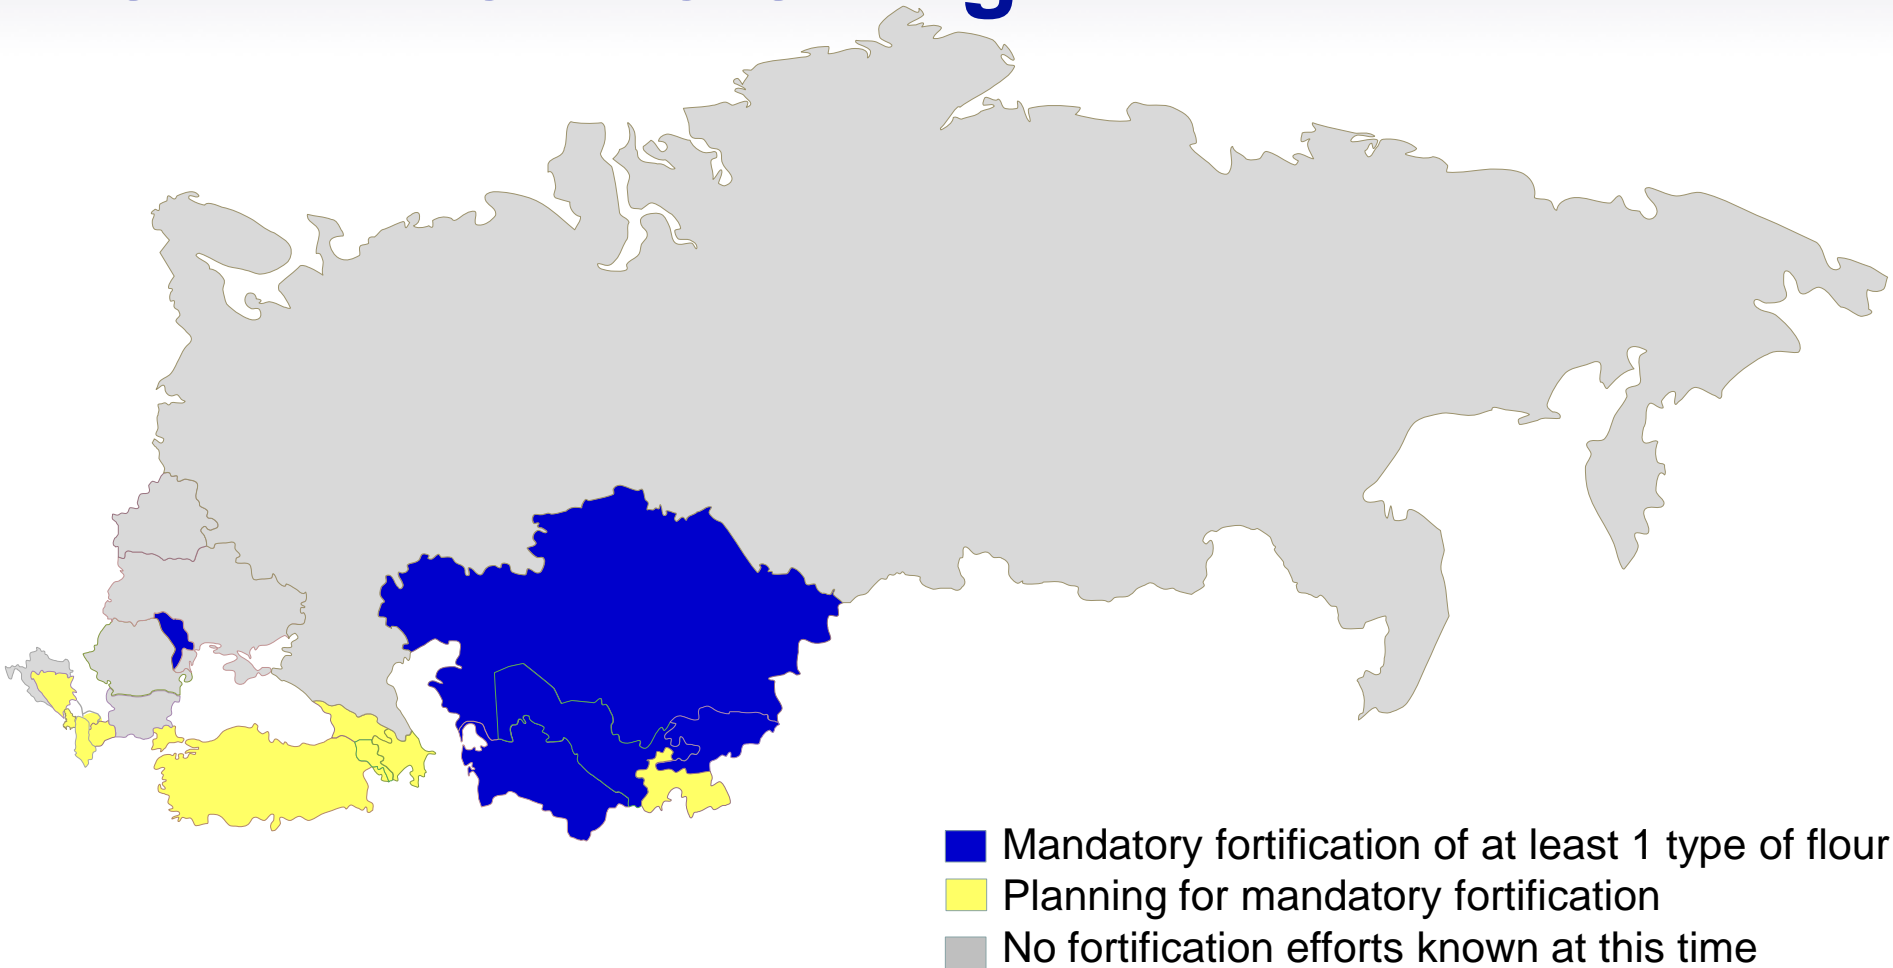 Mandatory fortification of at least 1 type of flour
Planning for mandatory fortification
No fortification efforts known at this time